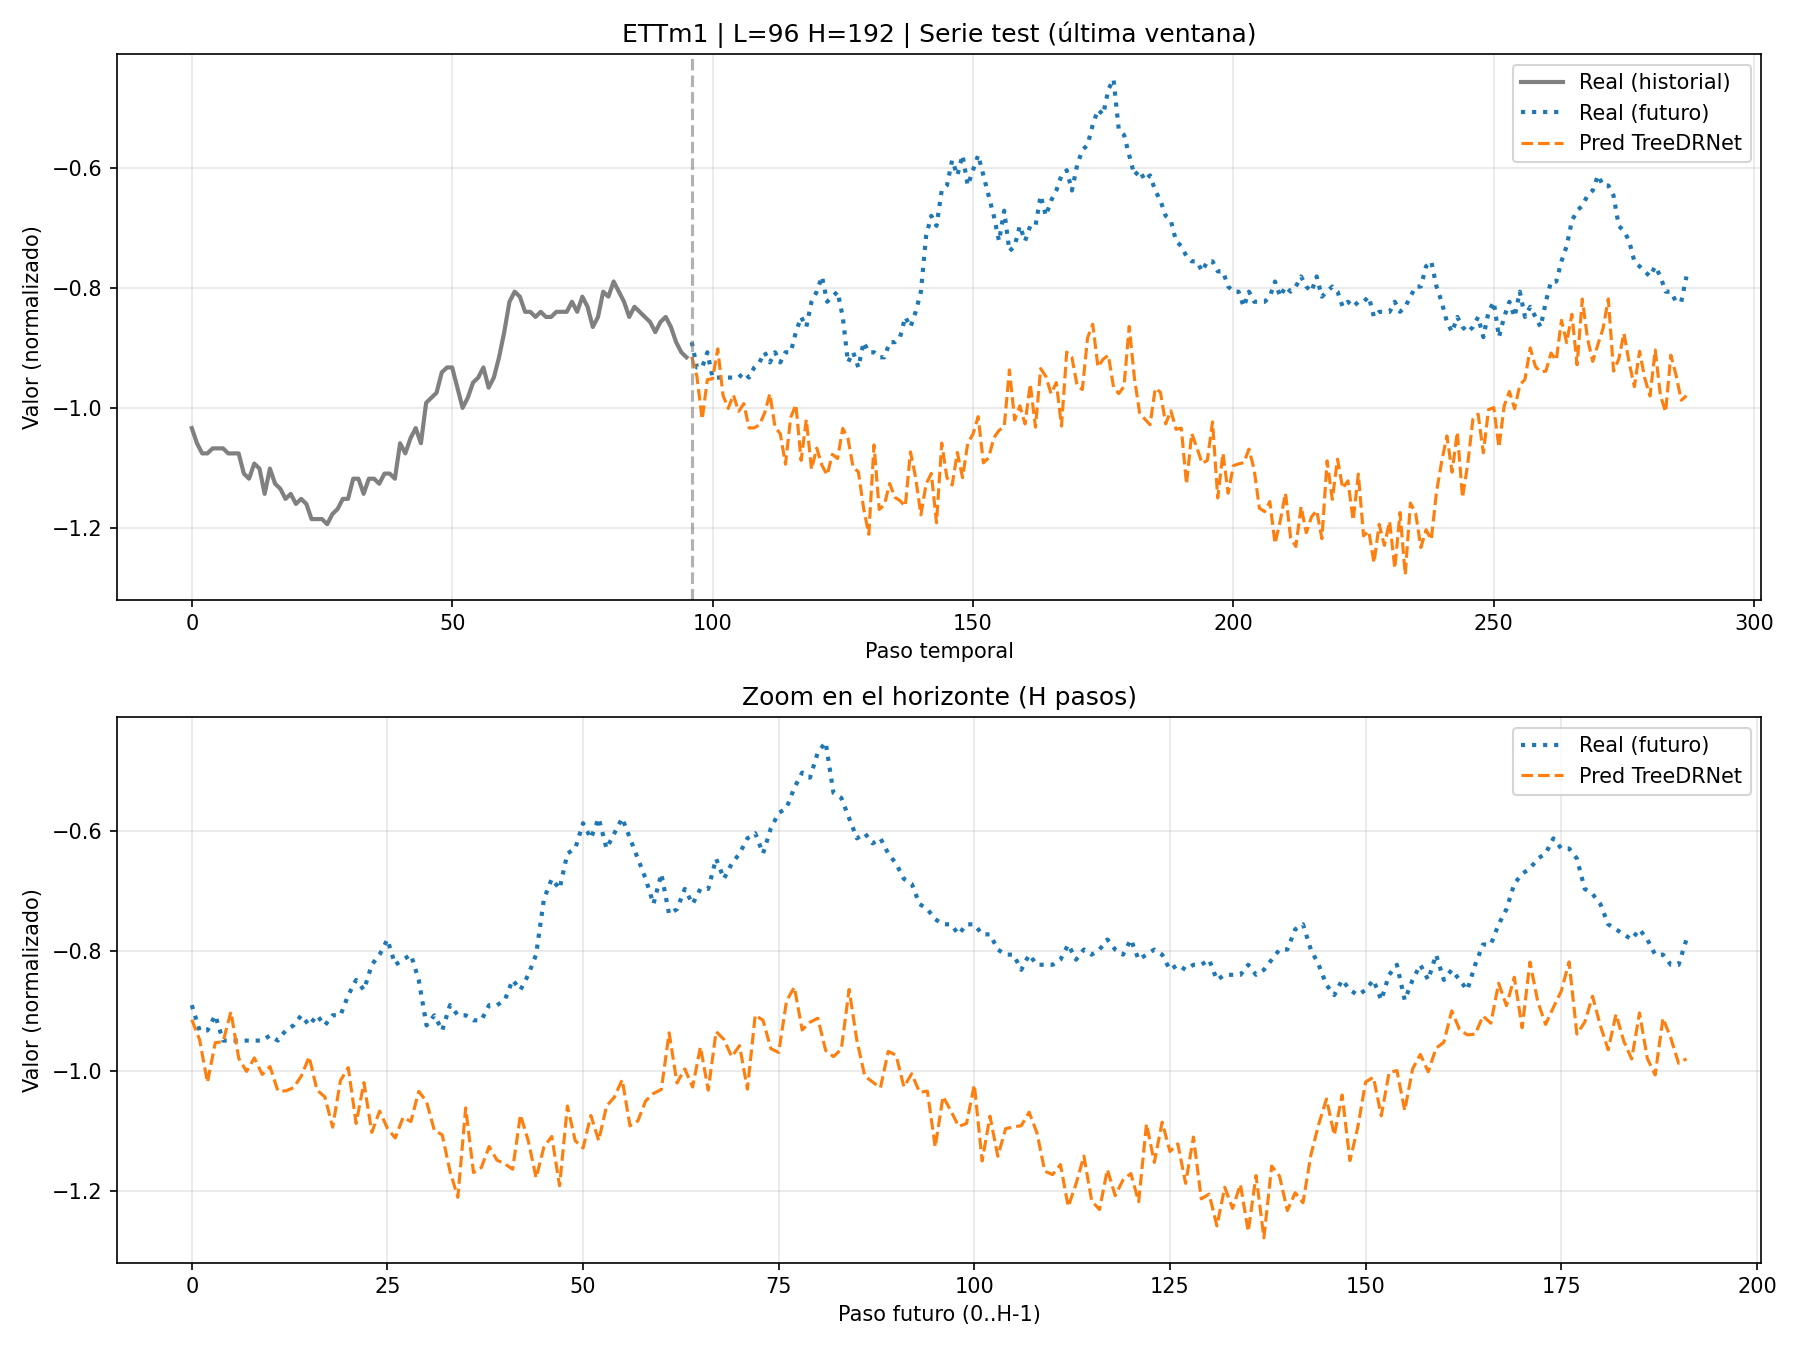 ETTm1 | L=96 H=192 | Serie test (última ventana)
Real (historial)
Real (futuro)
Pred TreeDRNet
Valor (normalizado)
−0.6
−0.8
−1.0
−1.2
0 50 100 150 200 250 300
Paso temporal
Zoom en el horizonte (H pasos)
Real (futuro)
Pred TreeDRNet
Valor (normalizado)
−0.6
−0.8
−1.0
−1.2
0 25 50 75 100 125 150 175 200
Paso futuro (0..H-1)